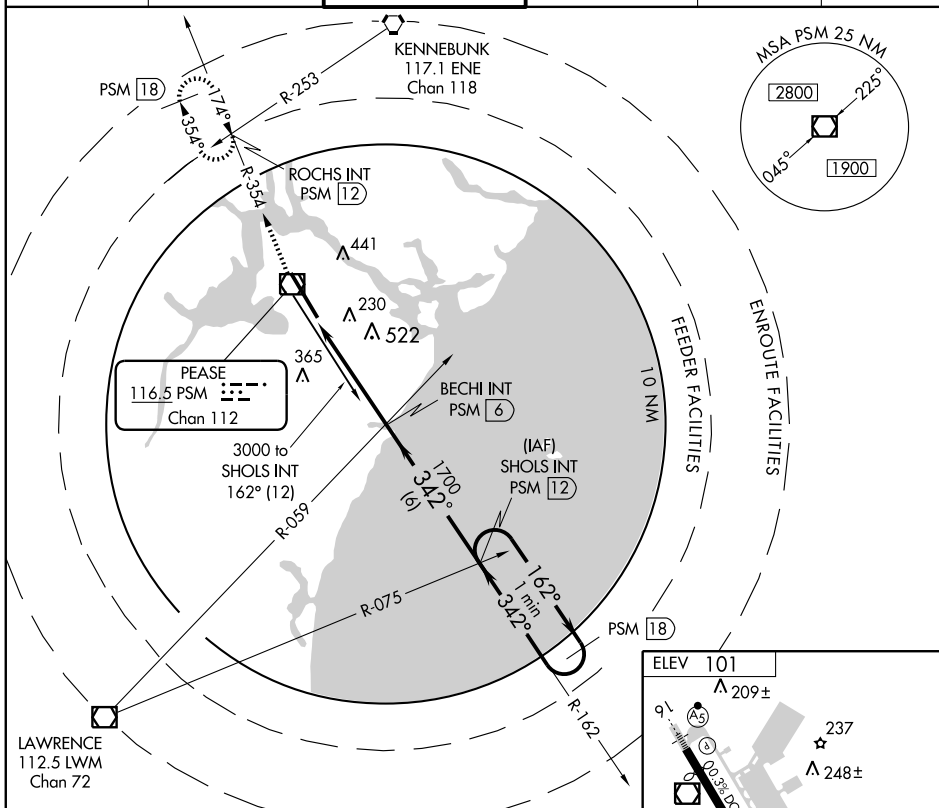 KENNEBUNK
117.1 ENE
Chan 118
MSA PSM 25 NM
2800
225°
045°
1900
PSM 18
R-253
174°
354°
R-354
ROCHS INT
PSM 12
441
230
522
365
PEASE
116.5 PSM
Chan 112
3000 to
SHOLS INT
162° (12)
BECHI INT
PSM 6
10 NM
FEEDER FACILITIES
ENROUTE FACILITIES
(IAF)
SHOLS INT
PSM 12
1700
342°
(6)
R-059
R-075
162°
1 min
342°
PSM 18
R-162
LAWRENCE
112.5 LWM
Chan 72
ELEV 101
209±
16
A5
P
237
248±